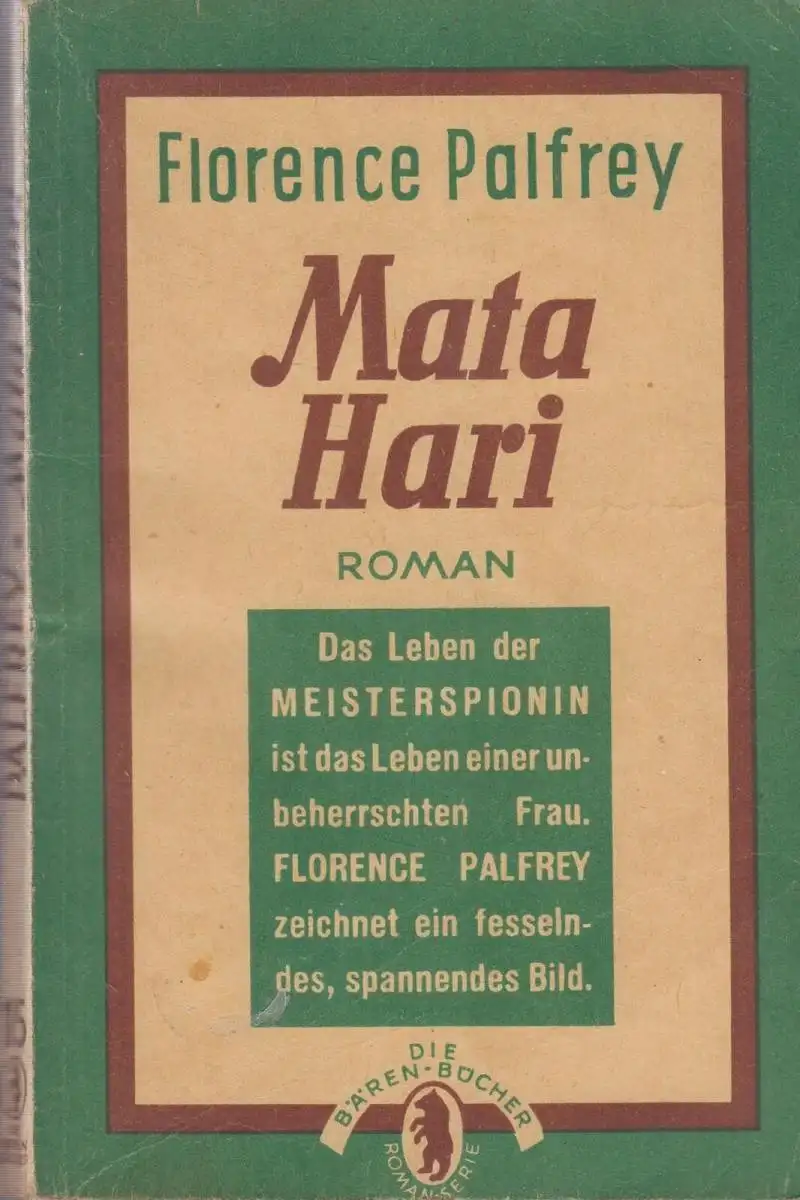 Florence Palfrey
Mata
Hari
ROMAN
Das Leben der
MEISTERSPIONIN
ist das Leben einer un-
beherrschten Frau.
FLORENCE PALFREY
zeichnet ein fesseln-
des, spannendes Bild.
DIE
BÄREN-BÜCHER
ROMAN-SERIE